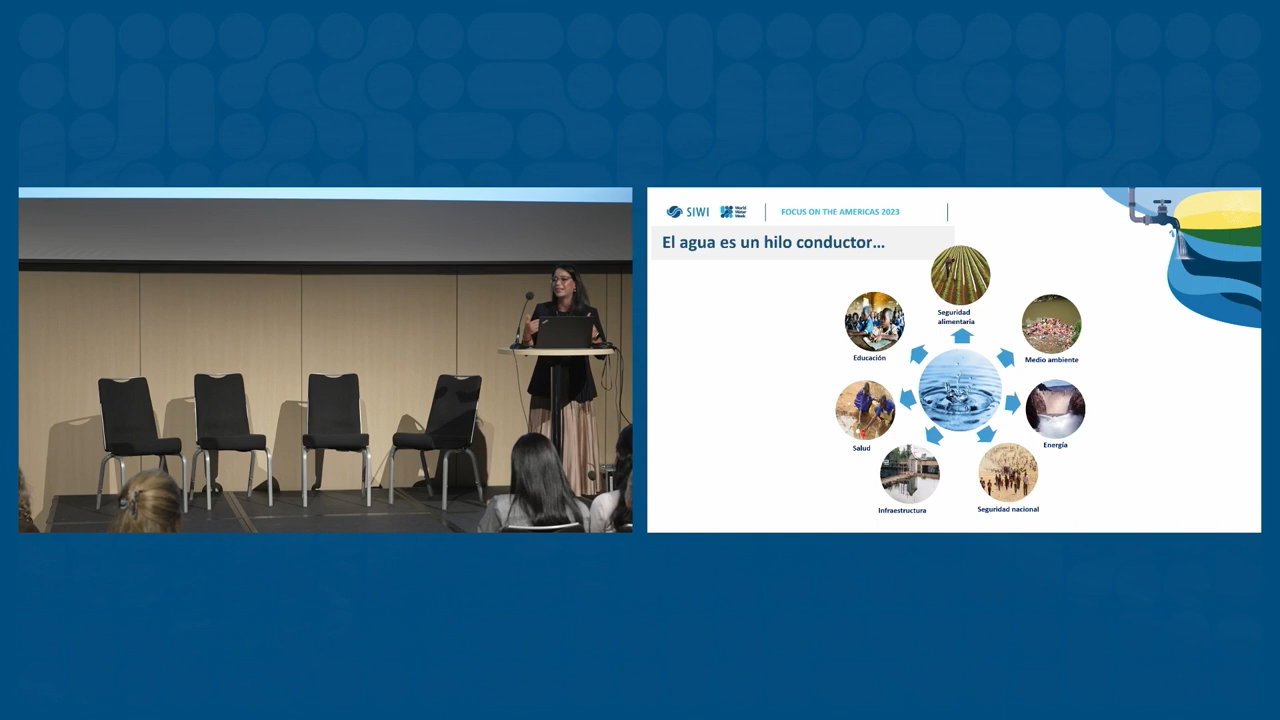 SIWI
World
Water
Week
FOCUS ON THE AMERICAS 2023
El agua es un hilo conductor...
Seguridad
alimentaria
Educación
Medio ambiente
Salud
Energía
Infraestructura
Seguridad nacional